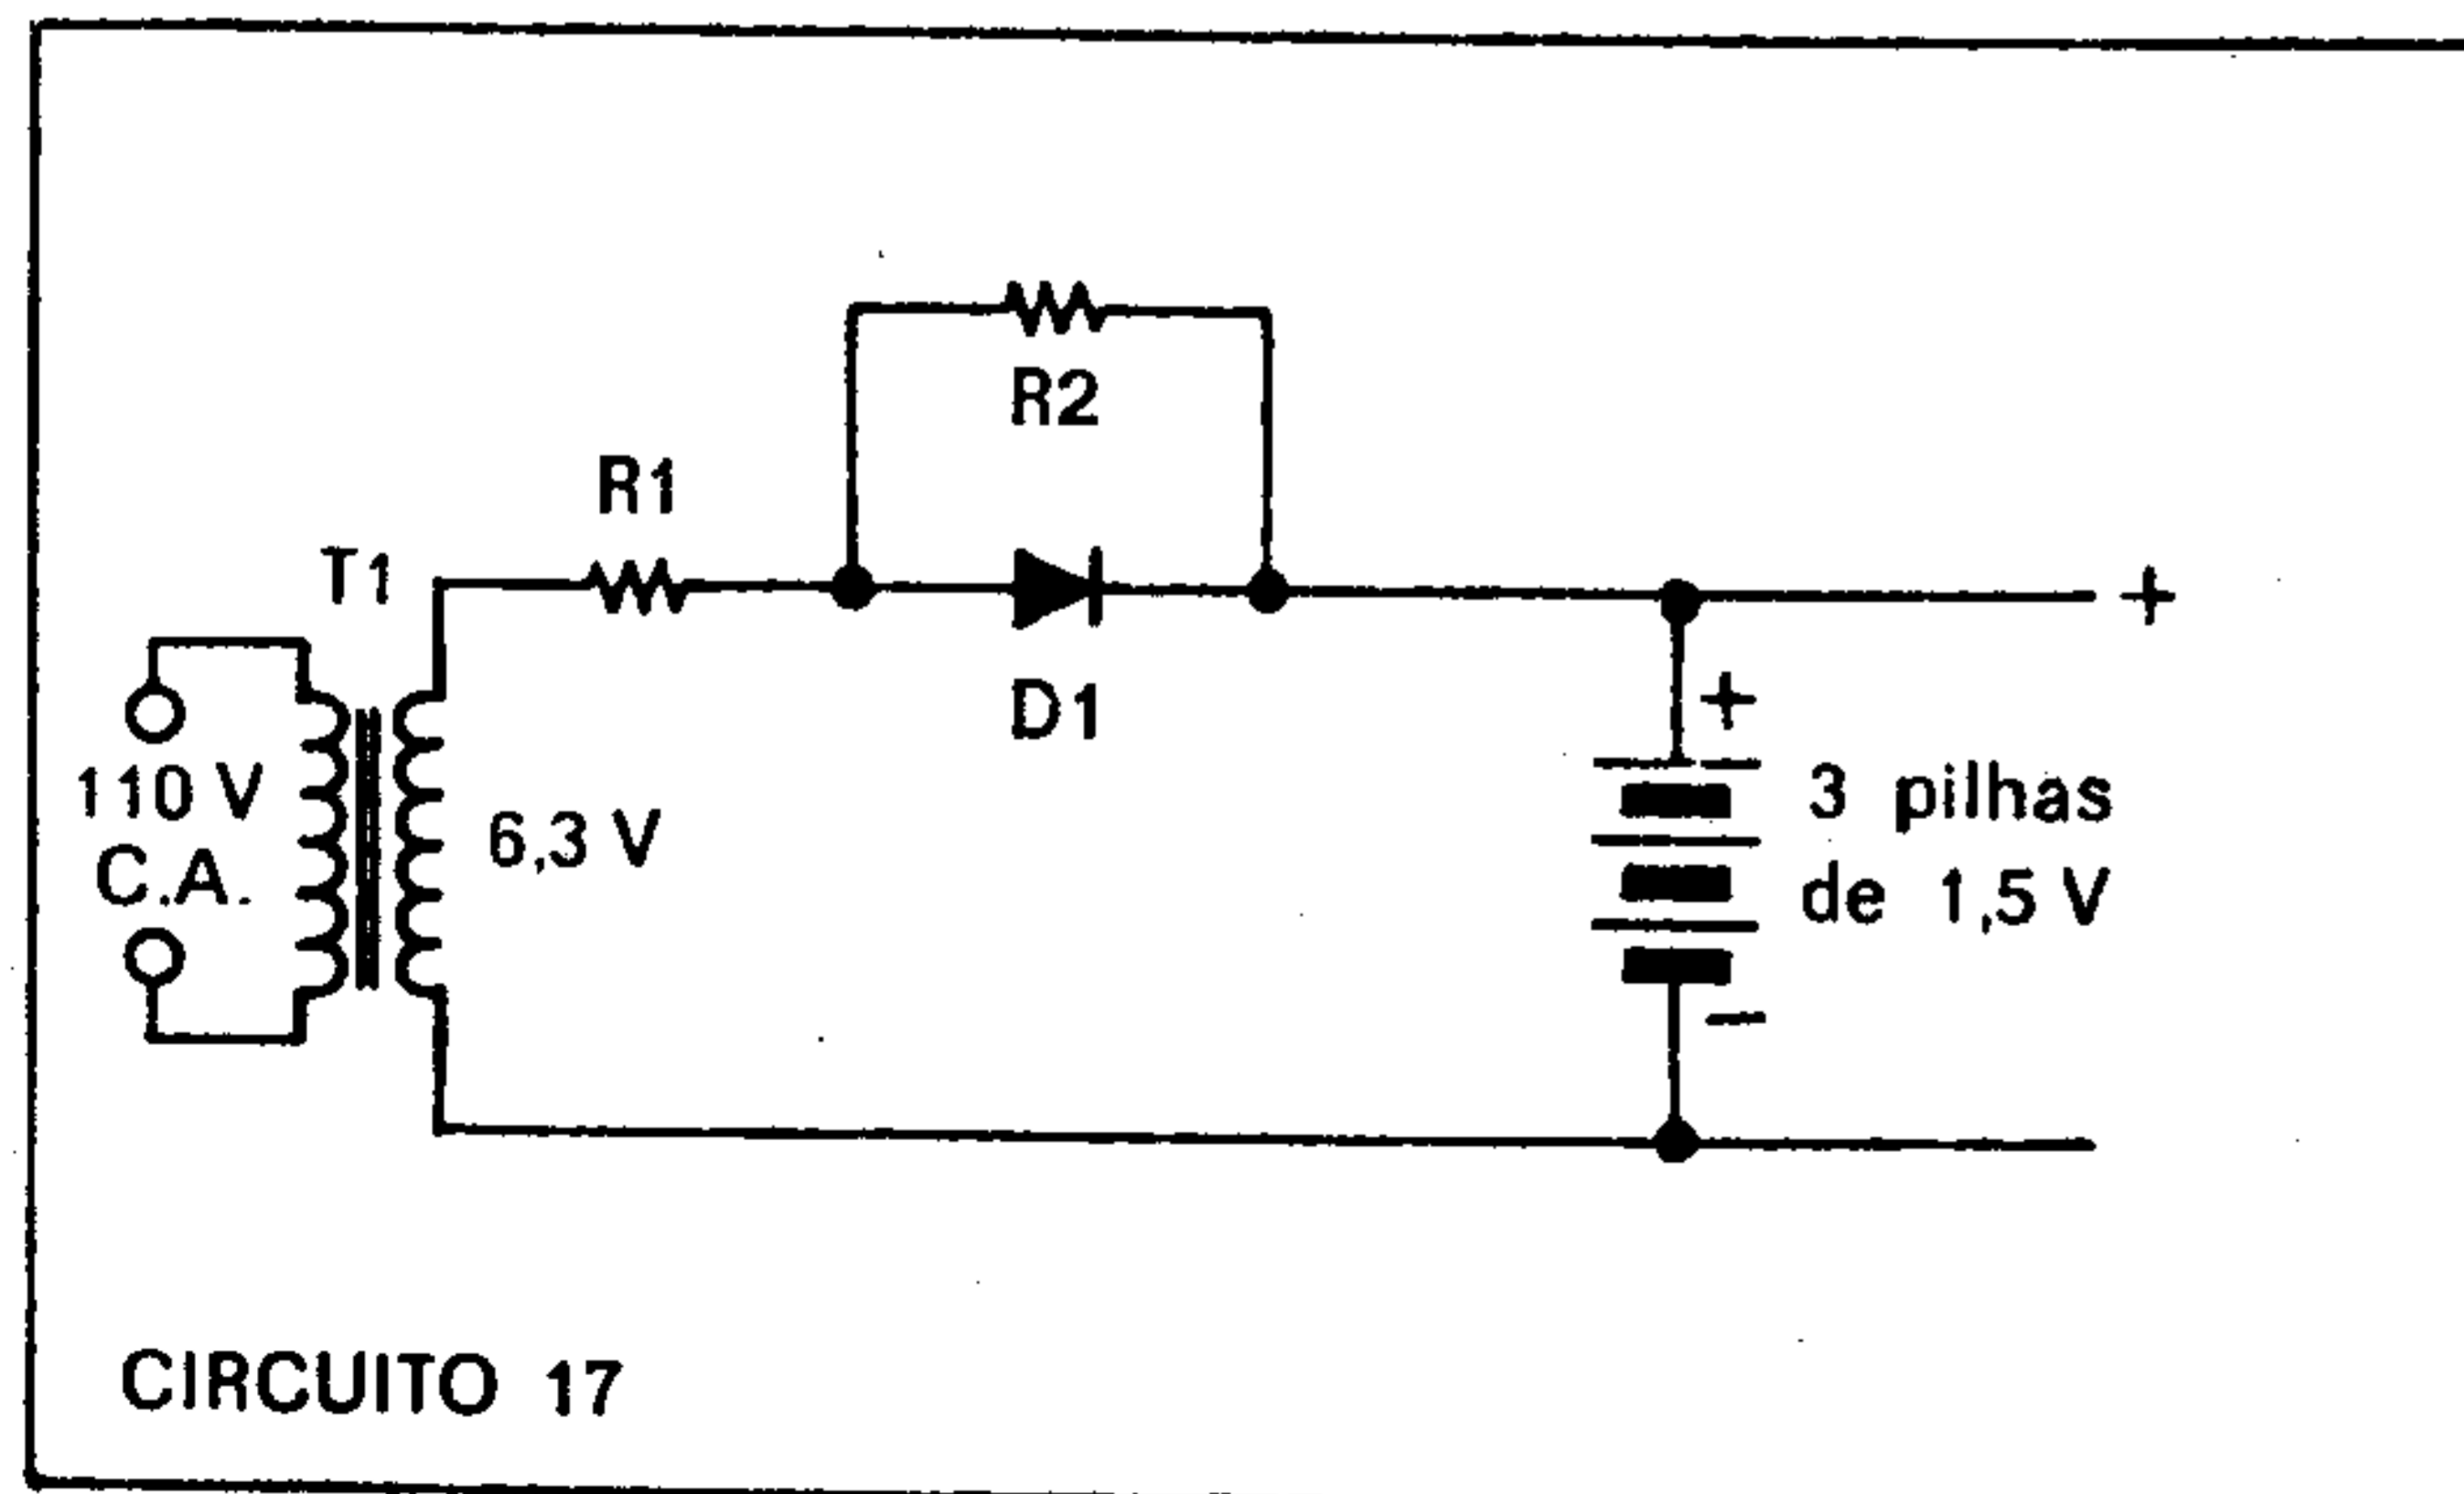 R2
R1
T1
+
D1
+
110 V
C.A.
6,3 V
3 pilhas
de 1,5 V
−
CIRCUITO 17